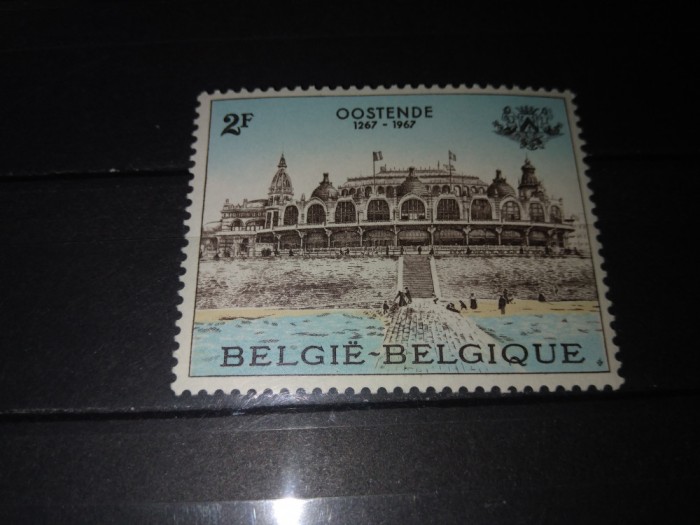 2F
OOSTENDE
1267 - 1967
BELGIË-BELGIQUE